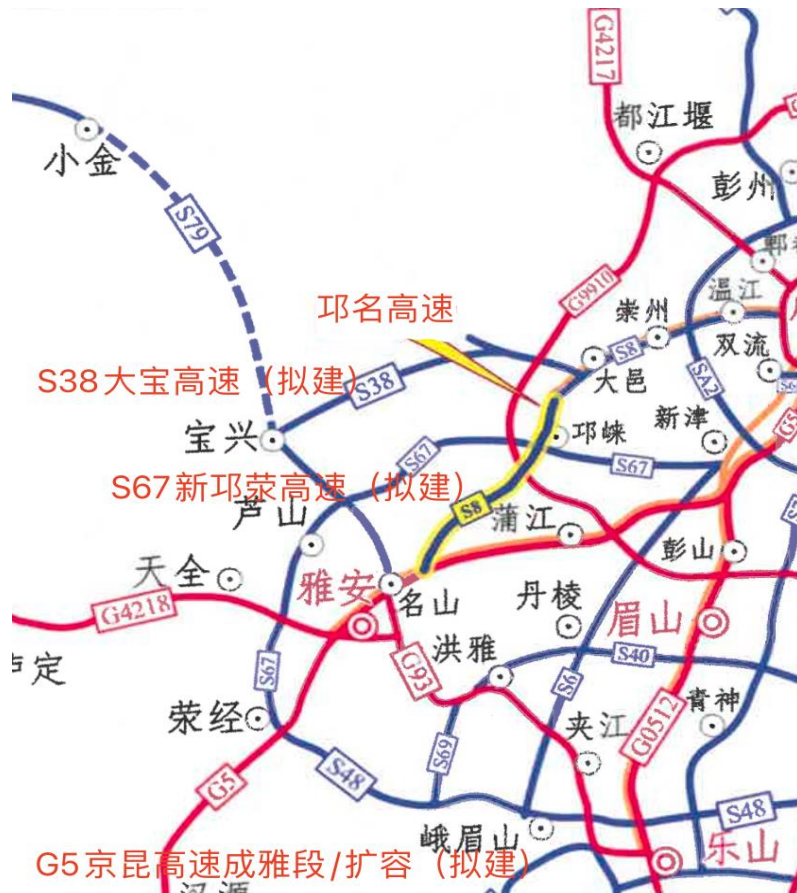 G4217
都江堰
小金
彭州
S79
G9910
温江
邛名高速
崇州
S8
双流
S38大宝高速（拟建）
S38
大邑
SA2
宝兴
邛崃
新津
G5
S67
S67
S67新邛荥高速（拟建）
S8
芦山
蒲江
彭山
天全
雅安
名山
丹棱
眉山
G4218
洪雅
S40
G93
S67
荥经
夹江
青神
G0512
S69
G5
S48
S48
峨眉山
乐山
G5京昆高速成雅段/扩容（拟建）